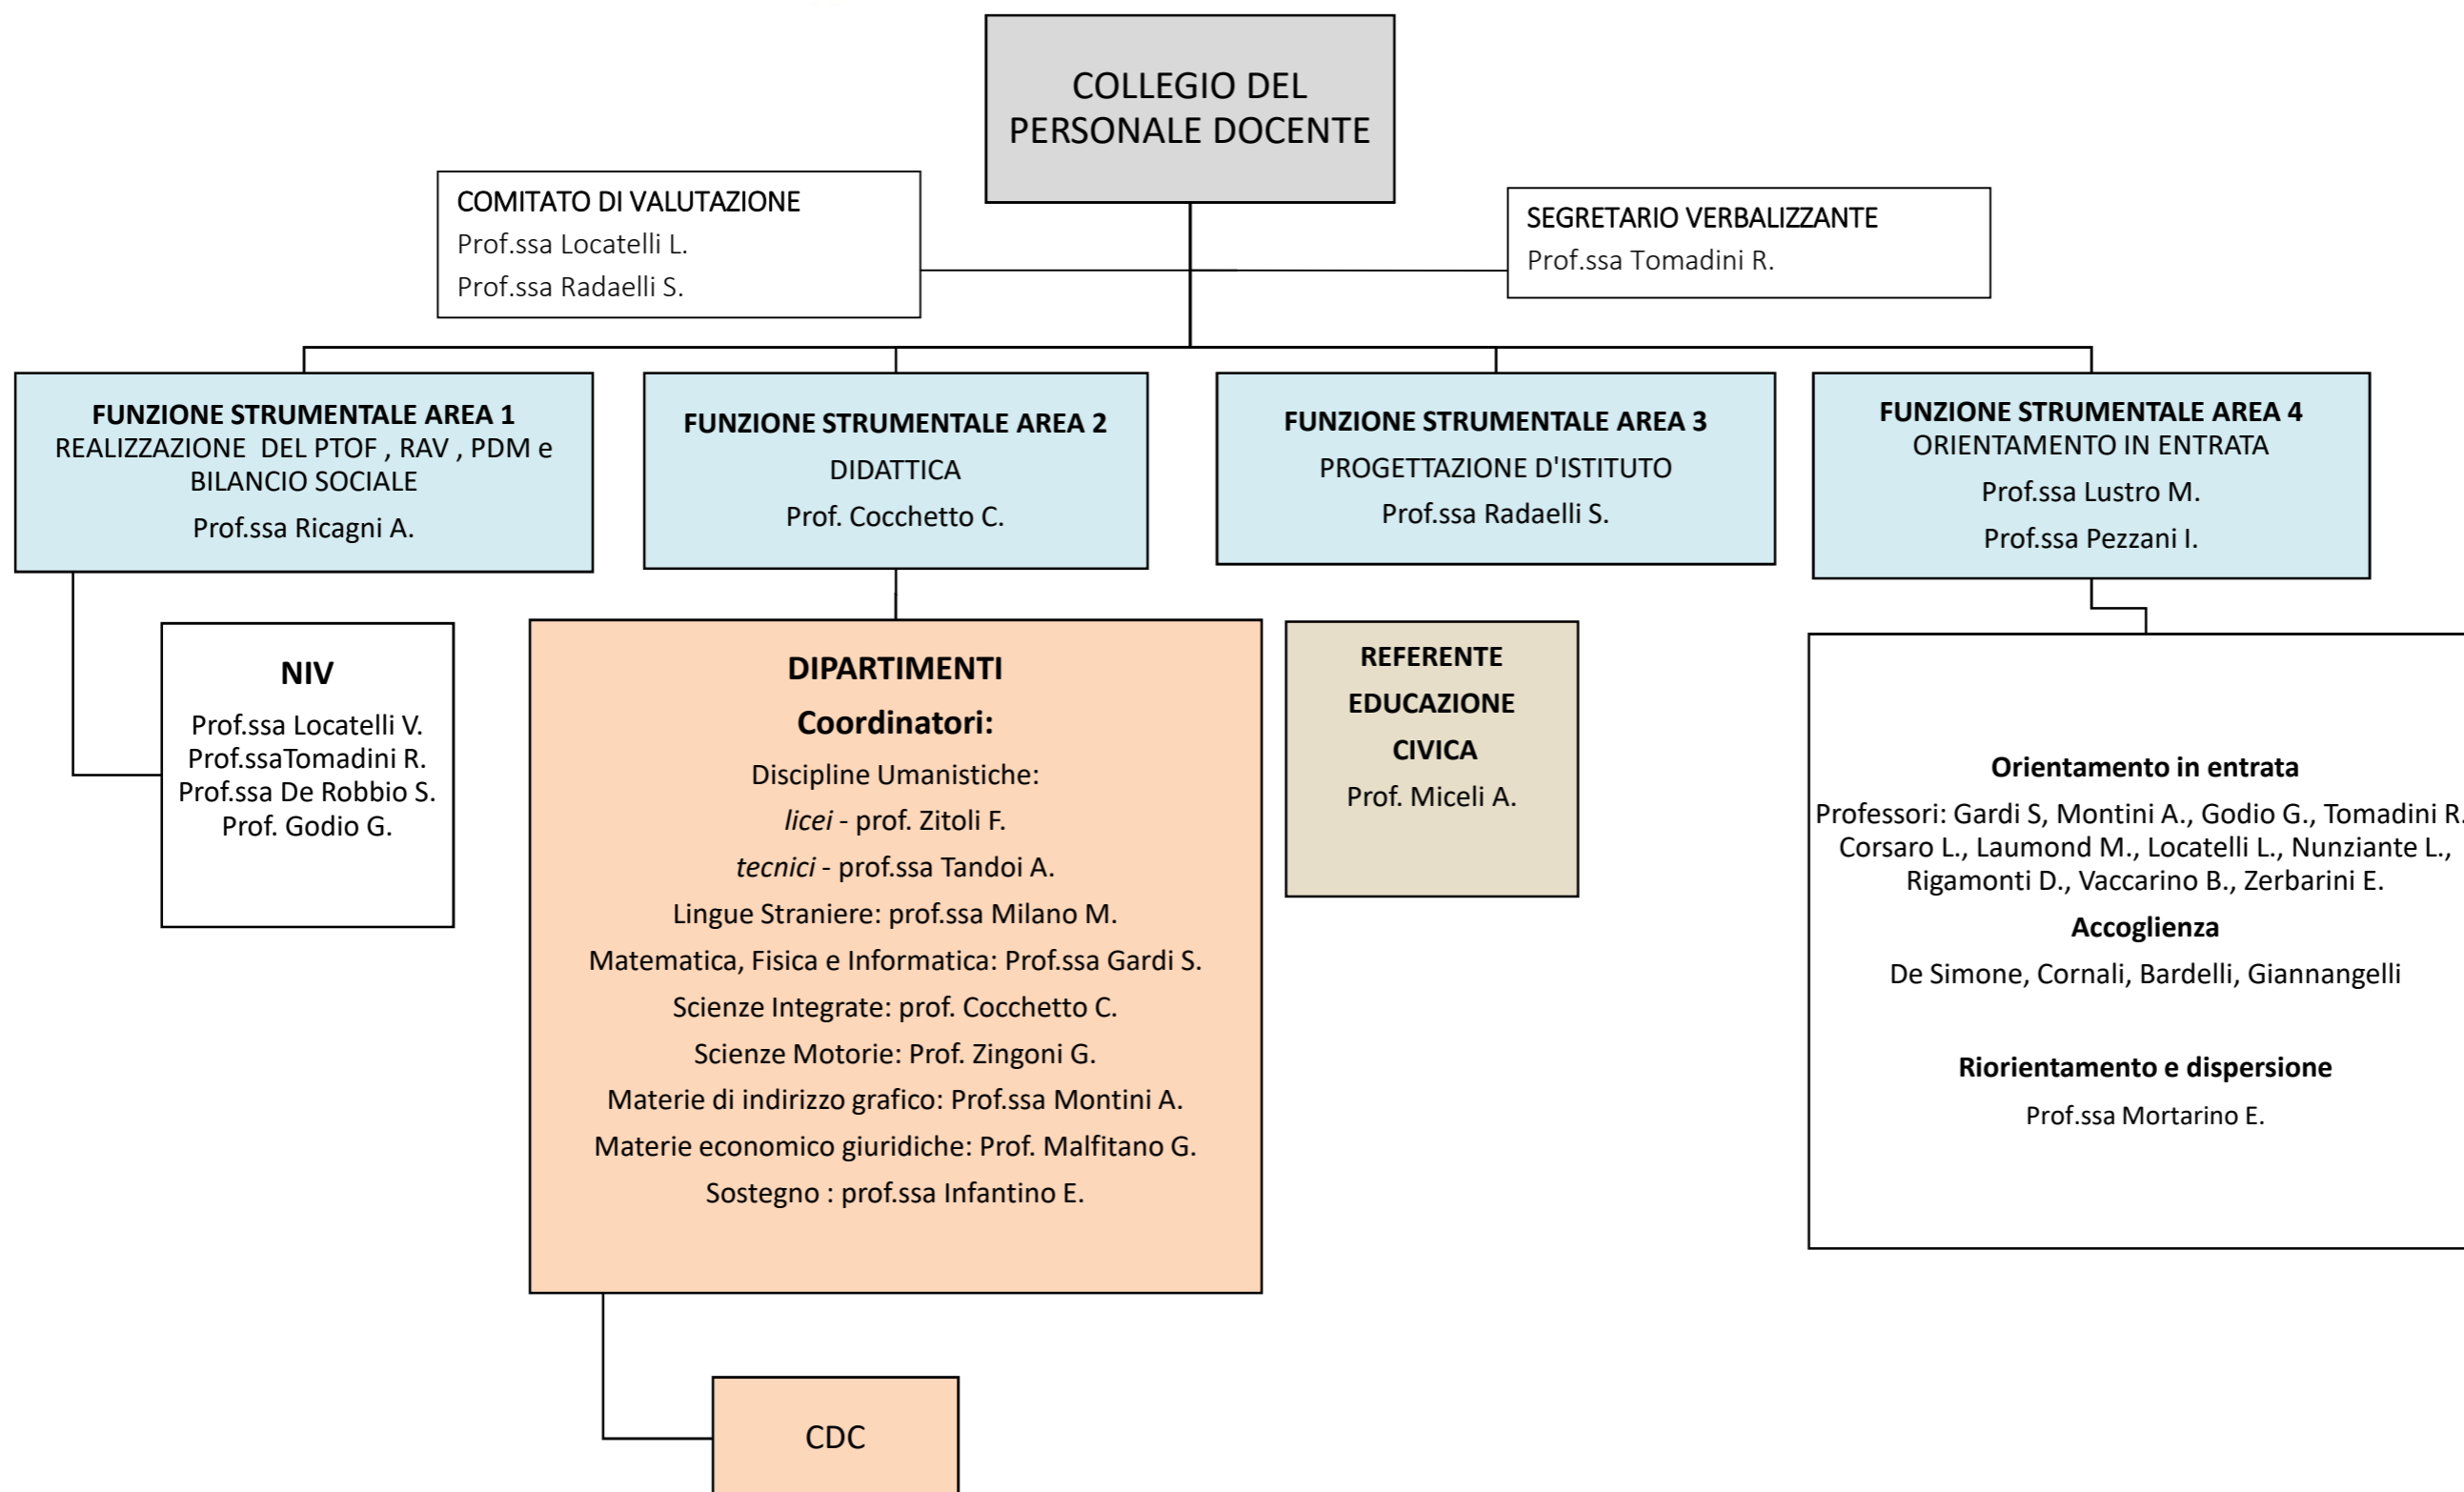 COLLEGIO DEL
PERSONALE DOCENTE
COMITATO DI VALUTAZIONE
Prof.ssa Locatelli L.
Prof.ssa Radaelli S.
SEGRETARIO VERBALIZZANTE
Prof.ssa Tomadini R.
FUNZIONE STRUMENTALE AREA 1
REALIZZAZIONE DEL PTOF , RAV , PDM e
BILANCIO SOCIALE
Prof.ssa Ricagni A.
FUNZIONE STRUMENTALE AREA 2
DIDATTICA
Prof. Cocchetto C.
FUNZIONE STRUMENTALE AREA 3
PROGETTAZIONE D'ISTITUTO
Prof.ssa Radaelli S.
FUNZIONE STRUMENTALE AREA 4
ORIENTAMENTO IN ENTRATA
Prof.ssa Lustro M.
Prof.ssa Pezzani I.
NIV
Prof.ssa Locatelli V.
Prof.ssaTomadini R.
Prof.ssa De Robbio S.
Prof. Godio G.
DIPARTIMENTI
Coordinatori:
Discipline Umanistiche:
licei - prof. Zitoli F.
tecnici - prof.ssa Tandoi A.
Lingue Straniere: prof.ssa Milano M.
Matematica, Fisica e Informatica: Prof.ssa Gardi S.
Scienze Integrate: prof. Cocchetto C.
Scienze Motorie: Prof. Zingoni G.
Materie di indirizzo grafico: Prof.ssa Montini A.
Materie economico giuridiche: Prof. Malfitano G.
Sostegno : prof.ssa Infantino E.
REFERENTE
EDUCAZIONE
CIVICA
Prof. Miceli A.
Orientamento in entrata
Professori: Gardi S, Montini A., Godio G., Tomadini R.
Corsaro L., Laumond M., Locatelli L., Nunziante L.,
Rigamonti D., Vaccarino B., Zerbarini E.
Accoglienza
De Simone, Cornali, Bardelli, Giannangelli
Riorientamento e dispersione
Prof.ssa Mortarino E.
CDC